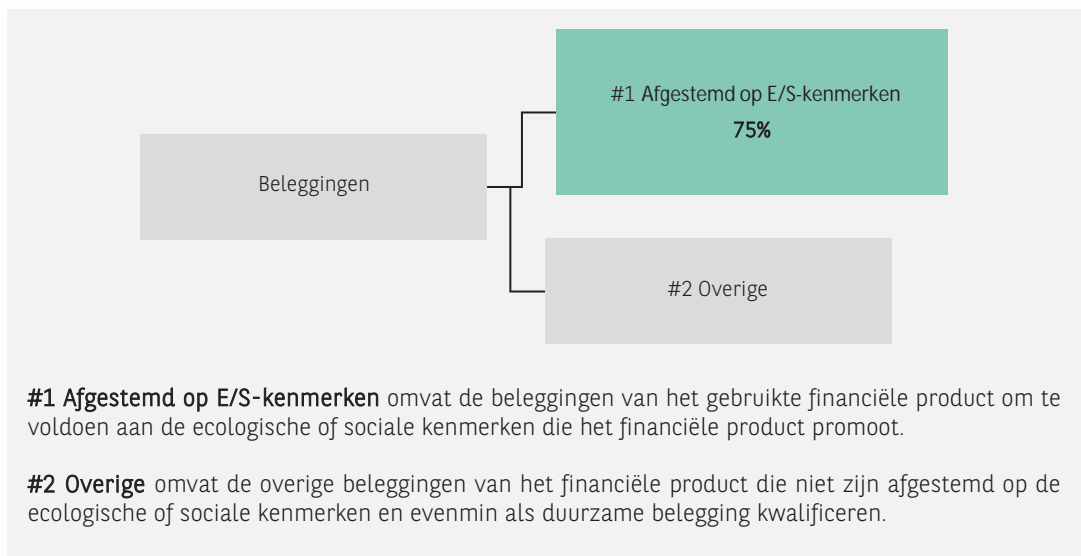 #1 Afgestemd op E/S-kenmerken
75%
Beleggingen
#2 Overige
#1 Afgestemd op E/S-kenmerken omvat de beleggingen van het gebruikte financiële product om te
voldoen aan de ecologische of sociale kenmerken die het financiële product promoot.
#2 Overige omvat de overige beleggingen van het financiële product die niet zijn afgestemd op de
ecologische of sociale kenmerken en evenmin als duurzame belegging kwalificeren.